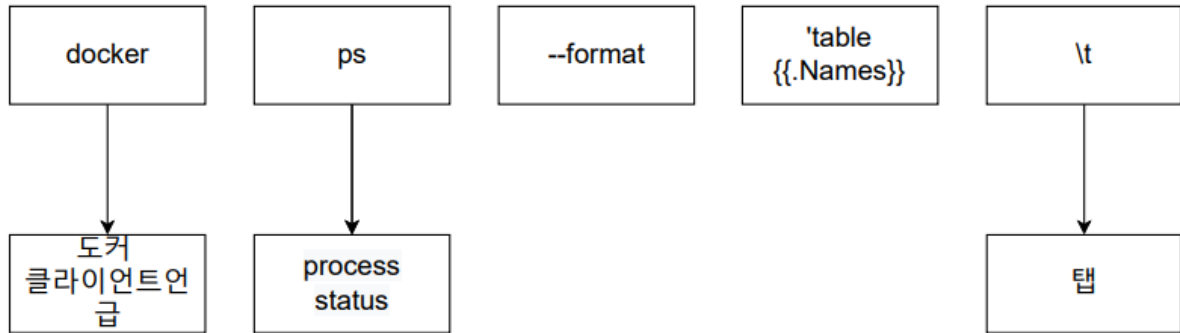 docker
ps
--format
'table
{{.Names}}
\t
도커
클라이언트언
급
process
status
탭